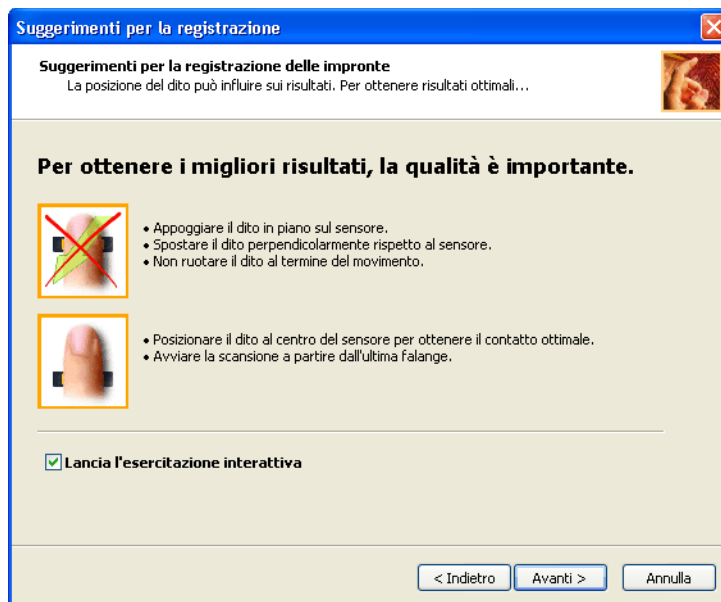 Suggerimenti per la registrazione
Suggerimenti per la registrazione delle impronte
La posizione del dito può influire sui risultati. Per ottenere risultati ottimali...
Per ottenere i migliori risultati, la qualità è importante.
• Appoggiare il dito in piano sul sensore.
• Spostare il dito perpendicolarmente rispetto al sensore.
• Non ruotare il dito al termine del movimento.
• Posizionare il dito al centro del sensore per ottenere il contatto ottimale.
• Avviare la scansione a partire dall'ultima falange.
Lancia l'esercitazione interattiva
< Indietro Avanti > Annulla